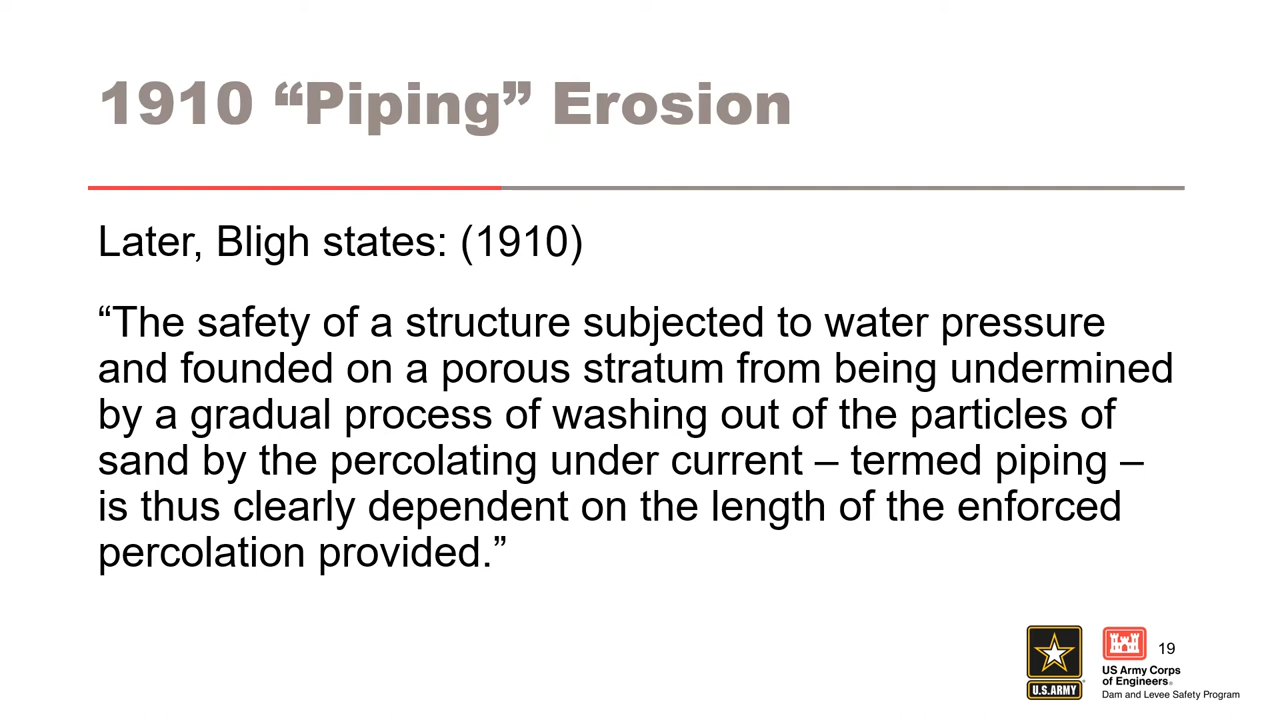 1910 “Piping” Erosion
Later, Bligh states: (1910)
“The safety of a structure subjected to water pressure
and founded on a porous stratum from being undermined
by a gradual process of washing out of the particles of
sand by the percolating under current – termed piping –
is thus clearly dependent on the length of the enforced
percolation provided.”
U.S.ARMY
US Army Corps
of Engineers®
Dam and Levee Safety Program
19